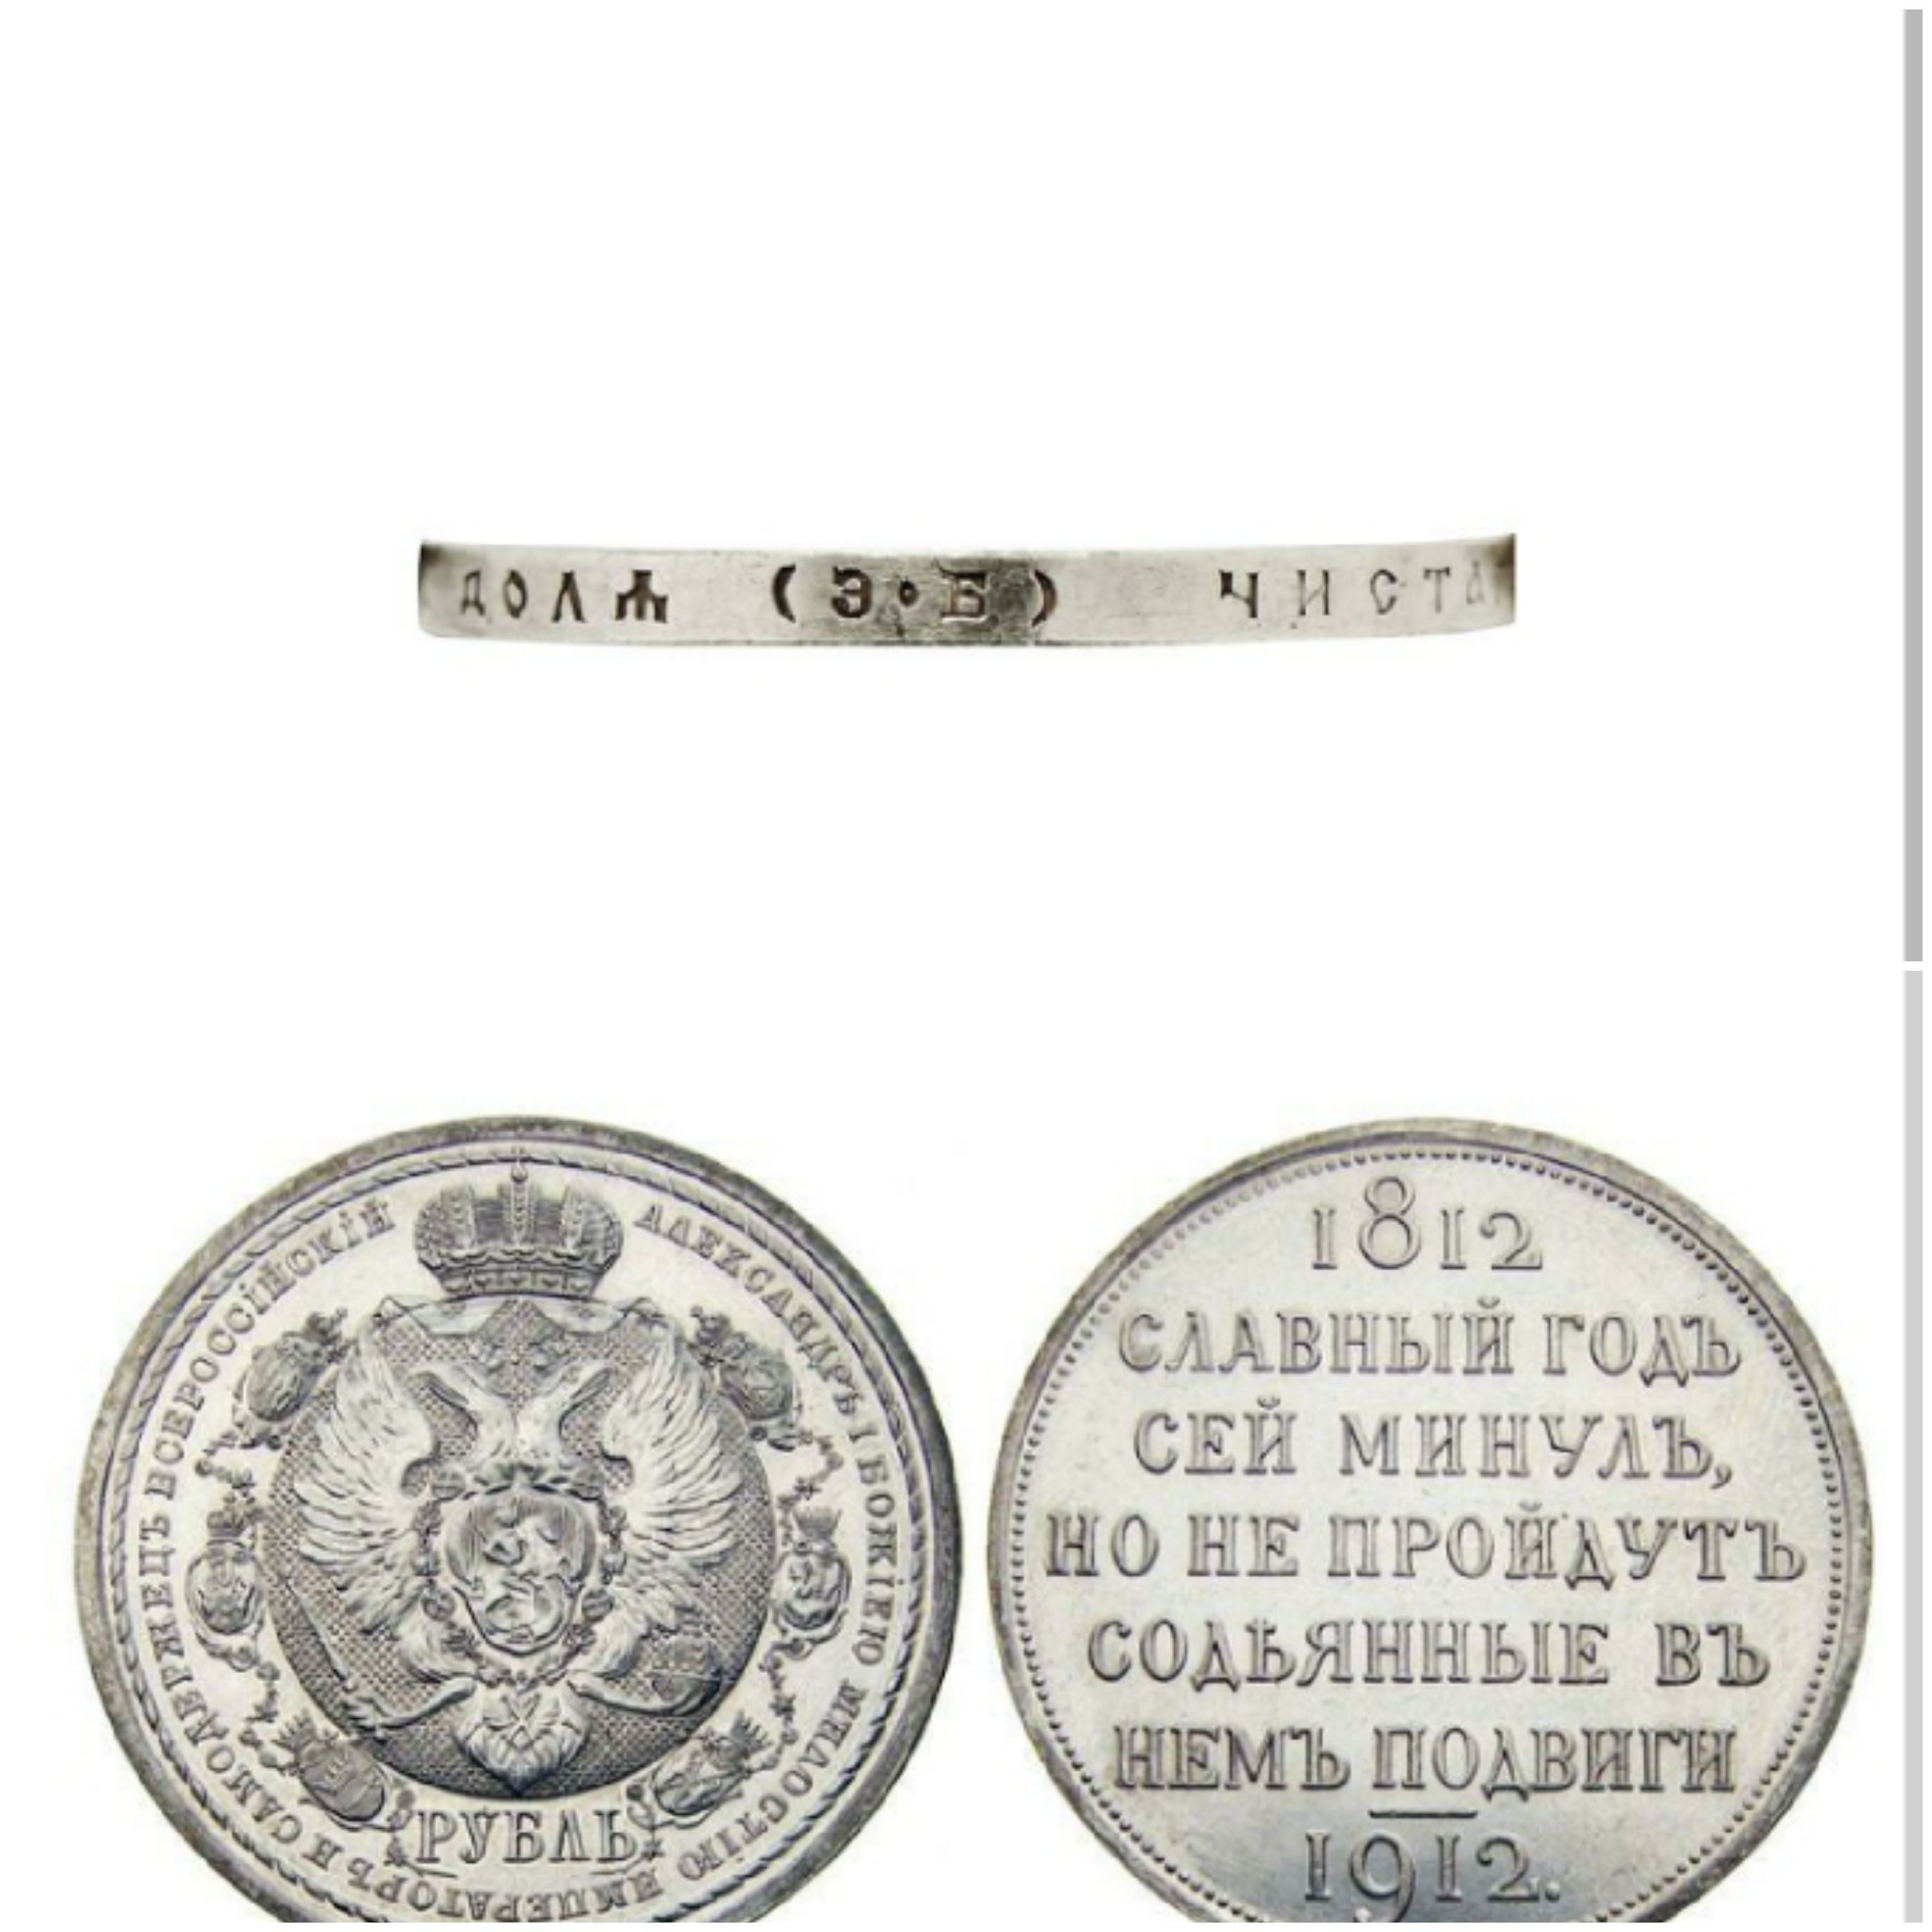 ДОЛѦ (Э·Б) ЧИСТА
АЛЕКСАНДРЪ I БОЖІЕЮ МИЛОСТІЮ ИМПЕРАТОРЪ И САМОДЕРЖЕЦЪ ВСЕРОССІЙСКІЙ
РУБЛЬ
1812
СЛАВНЫЙ ГОДЪ
СЕЙ МИНУЛЪ,
НО НЕ ПРОЙДУТЪ
СОДѢЯННЫЕ ВЪ
НЕМЪ ПОДВИГИ
1912.